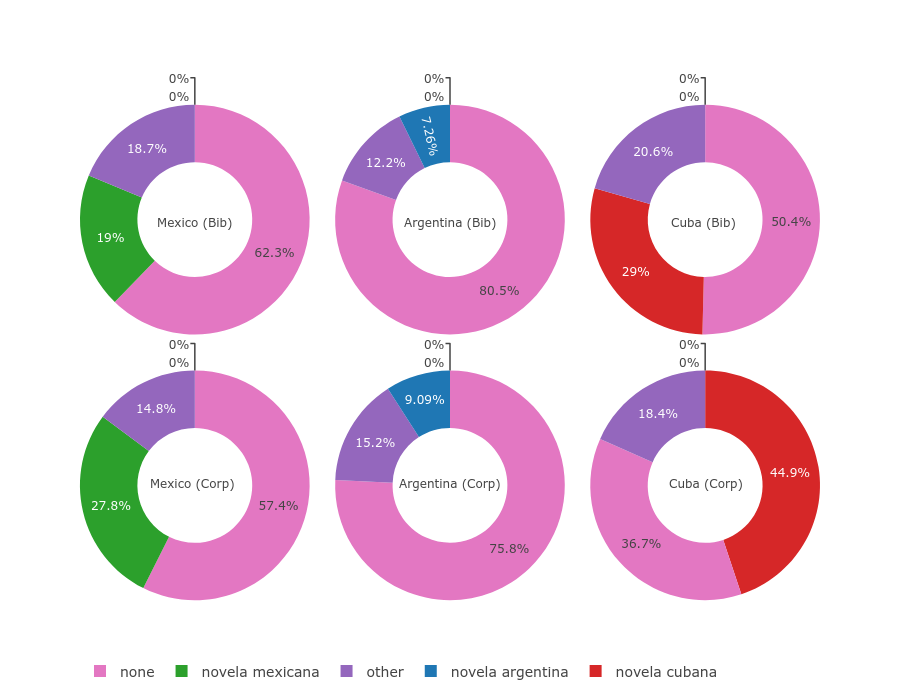 0%
0%
18.7%
19%
62.3%
Mexico (Bib)
0%
0%
7.26%
12.2%
80.5%
Argentina (Bib)
0%
0%
20.6%
29%
50.4%
Cuba (Bib)
0%
0%
14.8%
27.8%
57.4%
Mexico (Corp)
0%
0%
9.09%
15.2%
75.8%
Argentina (Corp)
0%
0%
18.4%
44.9%
36.7%
Cuba (Corp)
none
novela mexicana
other
novela argentina
novela cubana